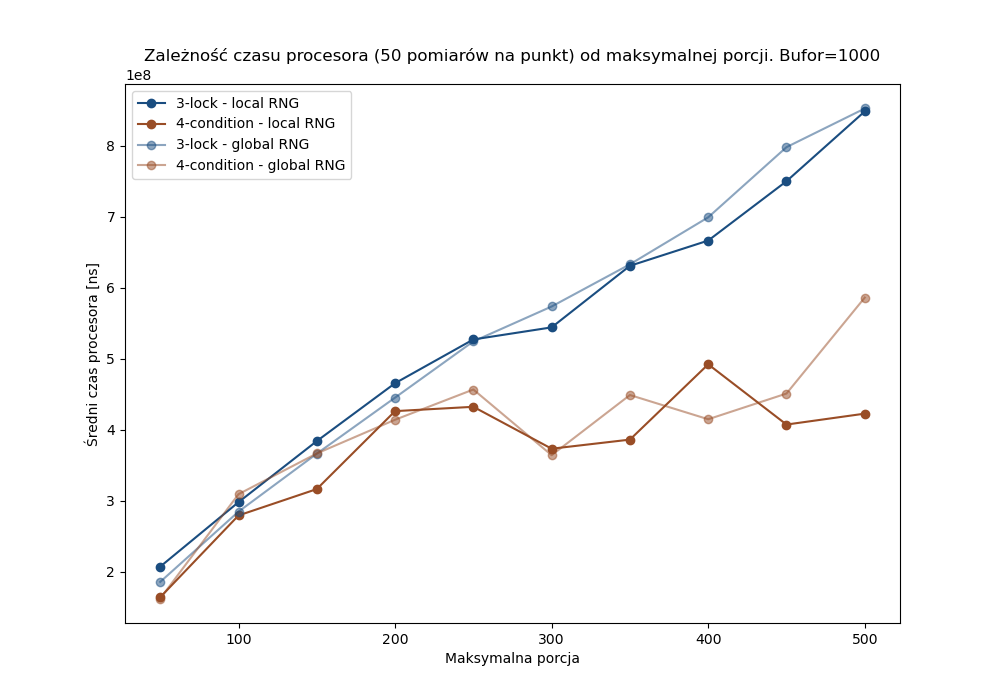 Zależność czasu procesora (50 pomiarów na punkt) od maksymalnej porcji. Bufor=1000
1e8
3-lock - local RNG
4-condition - local RNG
3-lock - global RNG
4-condition - global RNG
8
7
6
5
4
3
2
Średni czas procesora [ns]
100
200
300
400
500
Maksymalna porcja